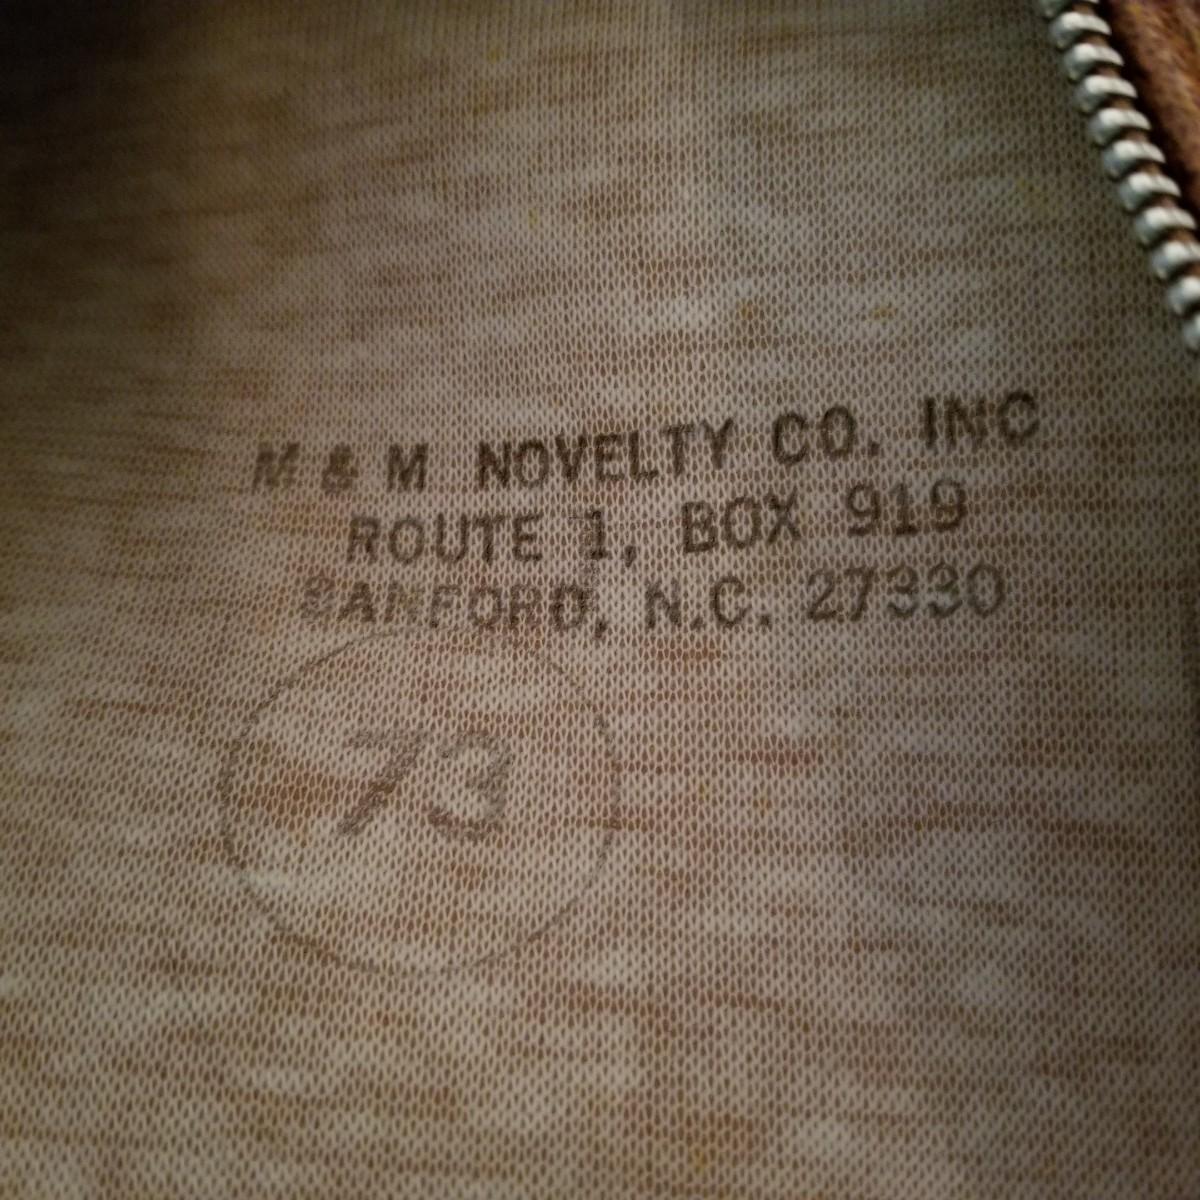 M & M NOVELTY CO. INC
ROUTE 1, BOX 919
SANFORD, N.C. 27330
73